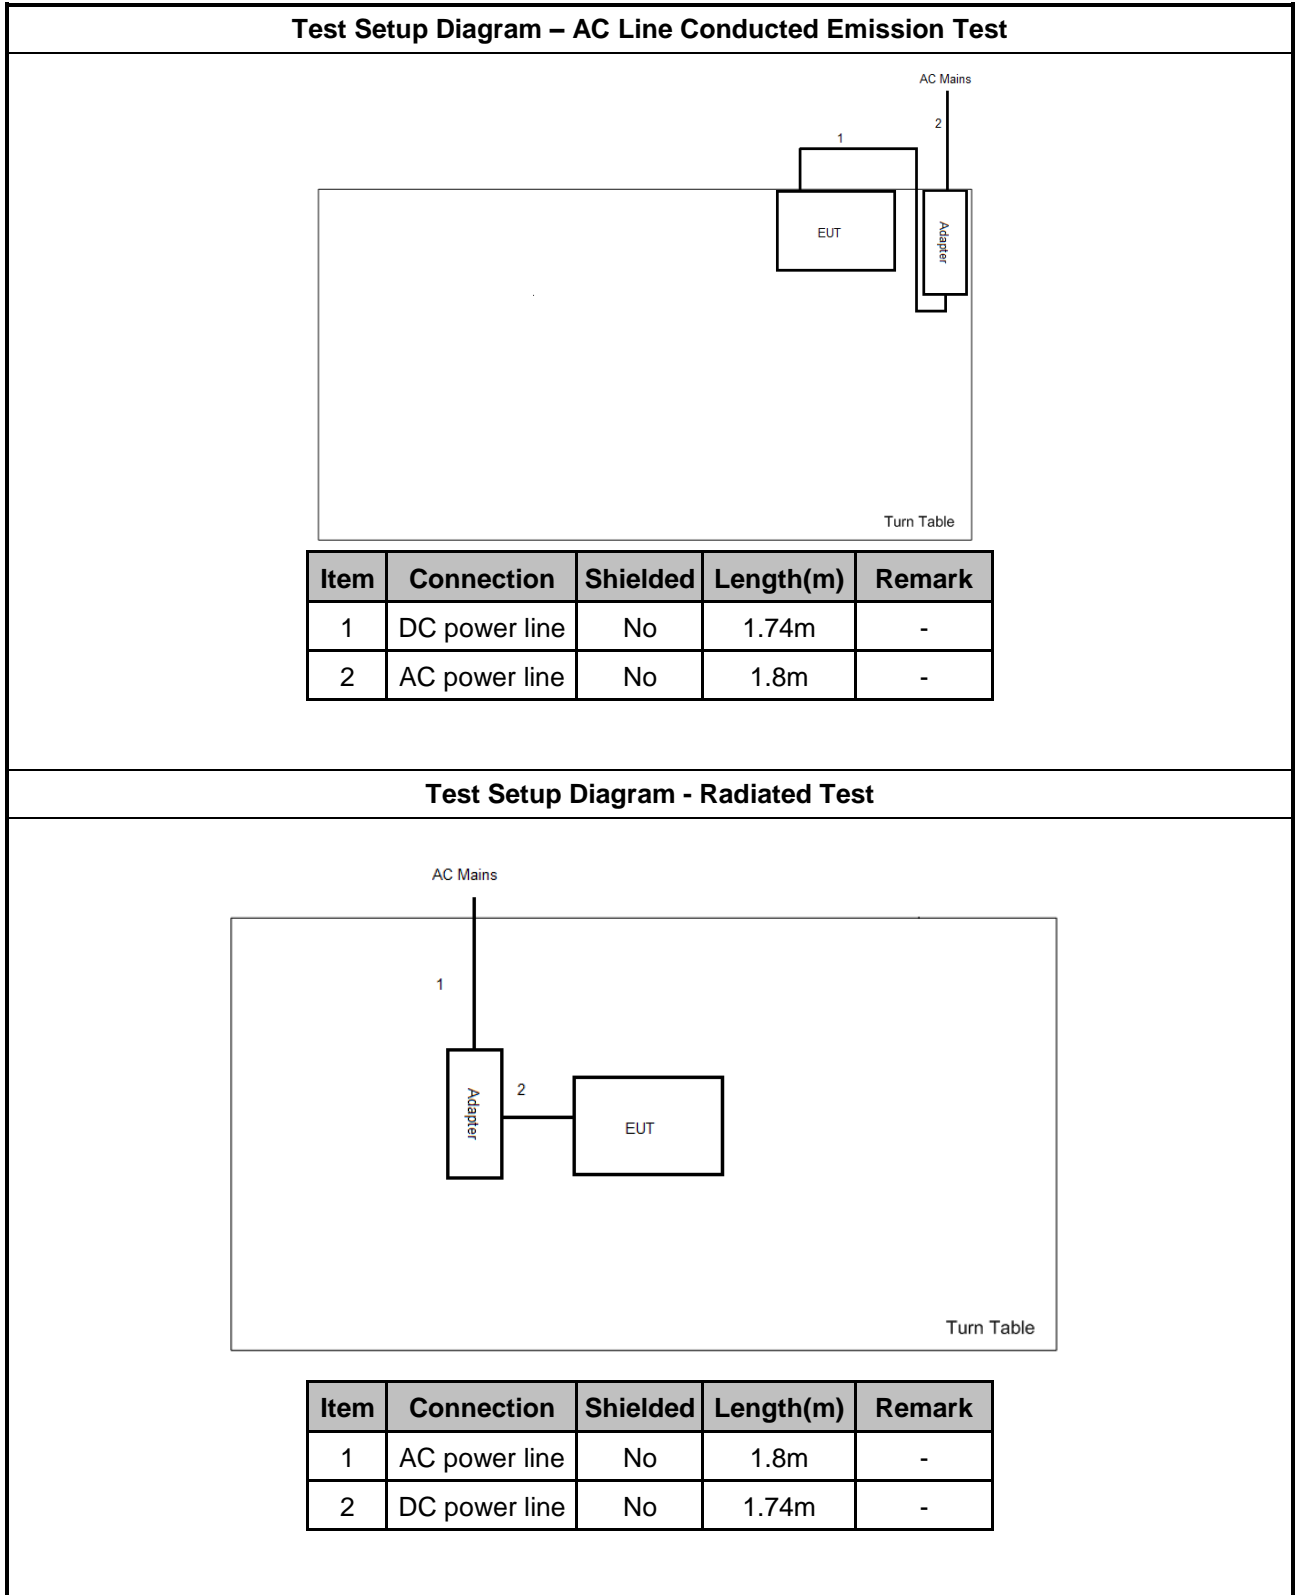 Test Setup Diagram – AC Line Conducted Emission Test
AC Mains
2
1
EUT
Adapter
Turn Table
Item Connection Shielded Length(m) Remark
1 DC power line No 1.74m -
2 AC power line No 1.8m -
Test Setup Diagram - Radiated Test
AC Mains
1
2
Adapter
EUT
Turn Table
Item Connection Shielded Length(m) Remark
1 AC power line No 1.8m -
2 DC power line No 1.74m -